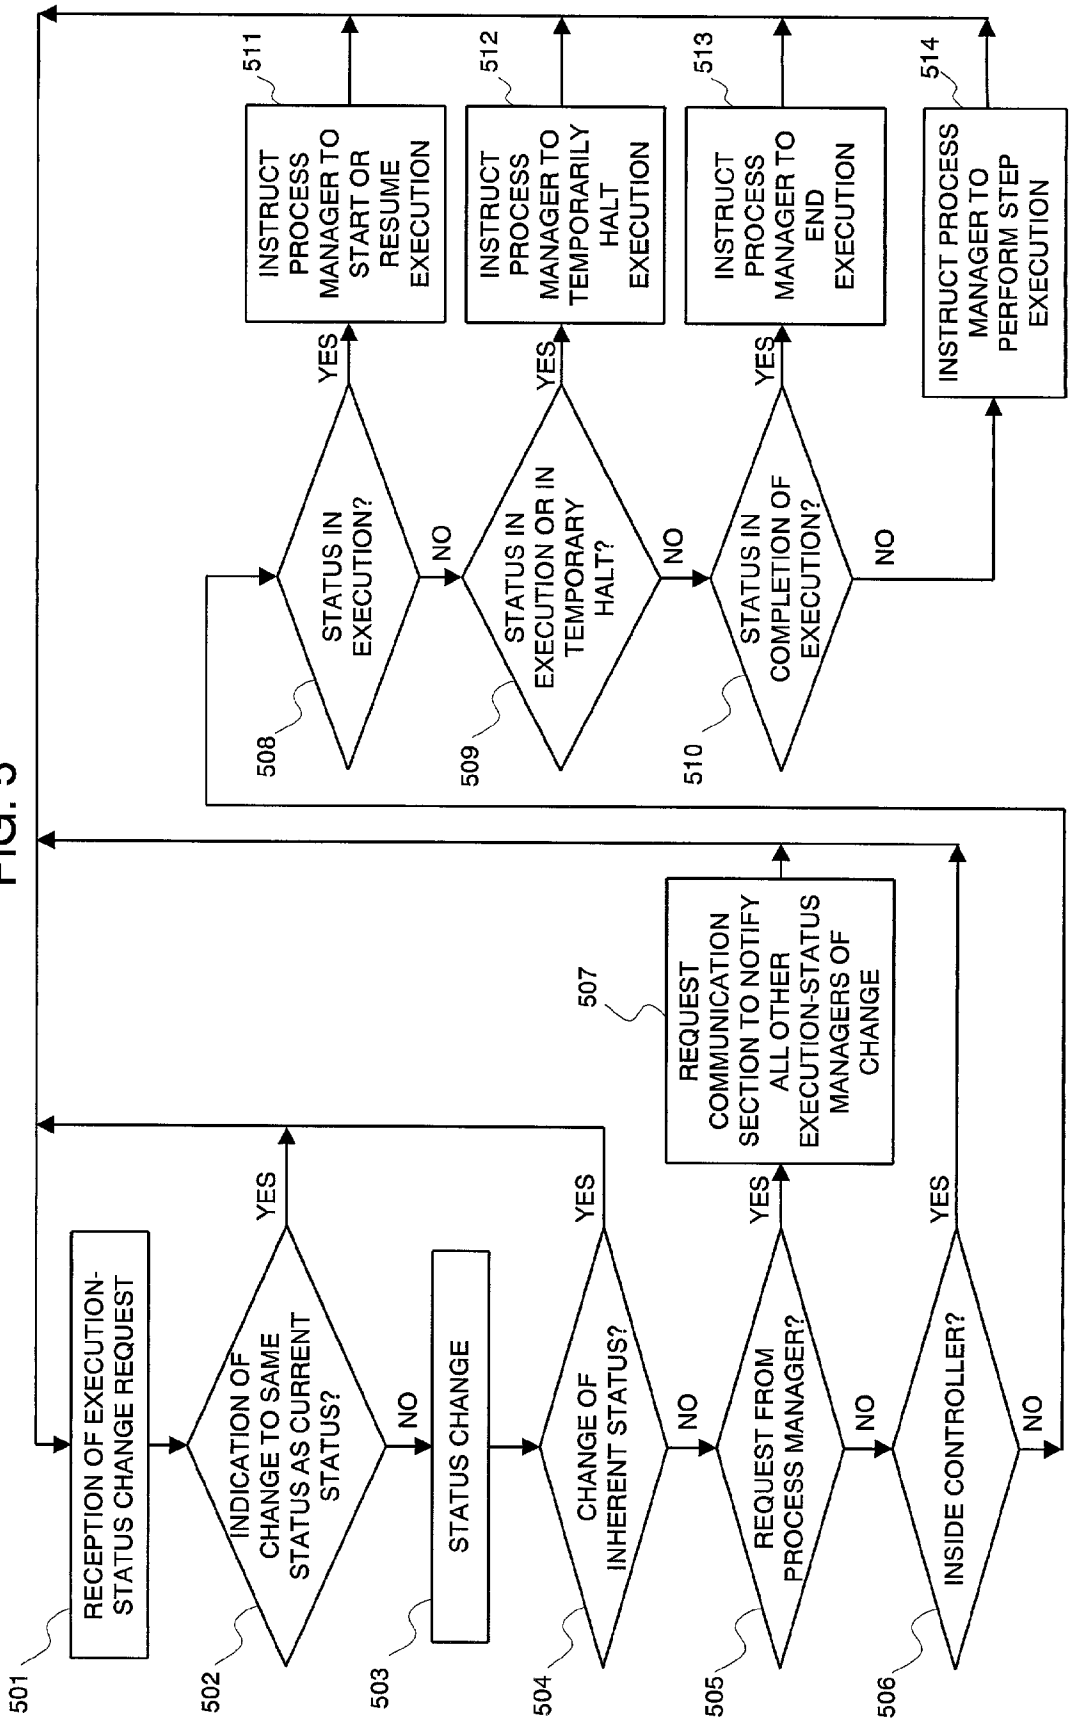 FIG. 5
501
RECEPTION OF EXECUTION-
STATUS CHANGE REQUEST
502
INDICATION OF
CHANGE TO SAME
STATUS AS CURRENT
STATUS?
YES
NO
503
STATUS CHANGE
504
CHANGE OF
INHERENT STATUS?
YES
NO
505
REQUEST FROM
PROCESS MANAGER?
YES
NO
507
REQUEST
COMMUNICATION
SECTION TO NOTIFY
ALL OTHER
EXECUTION-STATUS
MANAGERS OF
CHANGE
506
INSIDE CONTROLLER?
YES
NO
508
STATUS IN
EXECUTION?
YES
NO
511
INSTRUCT
PROCESS
MANAGER TO
START OR
RESUME
EXECUTION
509
STATUS IN
EXECUTION OR IN
TEMPORARY
HALT?
YES
NO
512
INSTRUCT
PROCESS
MANAGER TO
TEMPORARILY
HALT
EXECUTION
510
STATUS IN
COMPLETION OF
EXECUTION?
YES
NO
513
INSTRUCT
PROCESS
MANAGER TO
END
EXECUTION
514
INSTRUCT PROCESS
MANAGER TO
PERFORM STEP
EXECUTION